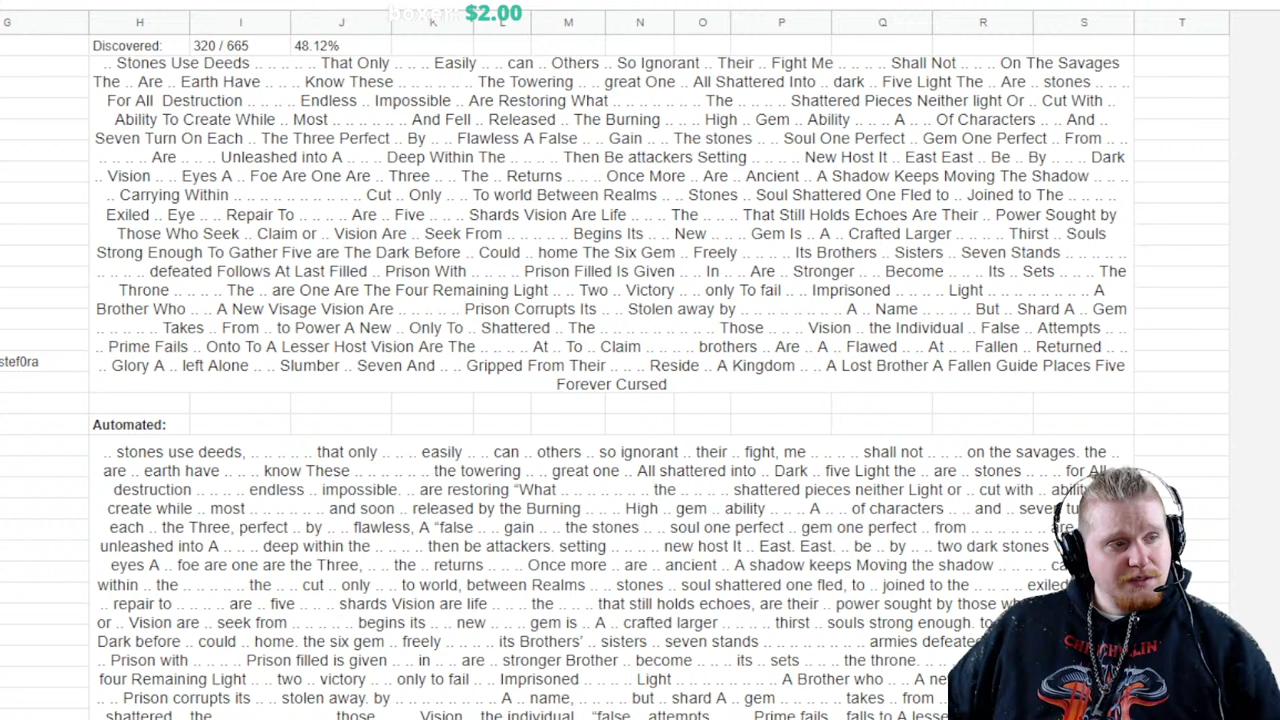 boxer: $2.00
G H I J K L M N O P Q R S T
Discovered: 320 / 665 48.12%
.. Stones Use Deeds .. .. .. .. .. That Only .. .. Easily .. can .. Others .. So Ignorant .. Their .. Fight Me .. .. .. Shall Not .. .. On The Savages
The .. Are .. Earth Have .. .. Know These .. .. .. .. The Towering .. .. great One .. All Shattered Into .. dark .. Five Light The .. Are .. stones .. ..
For All Destruction .. .. .. Endless .. Impossible .. Are Restoring What .. .. .. .. .. The .. .. .. Shattered Pieces Neither light Or .. Cut With ..
Ability To Create While .. Most .. .. .. .. .. And Fell .. Released .. The Burning .. .. High .. Gem .. Ability .. .. A .. Of Characters .. .. And ..
Seven Turn On Each .. The Three Perfect .. By .. .. Flawless A False .. Gain .. .. The stones .. .. Soul One Perfect .. Gem One Perfect .. From ..
.. .. .. Are .. .. Unleashed into A .. .. .. Deep Within The .. .. .. Then Be attackers Setting .. .. .. New Host It .. East East .. Be .. By .. .. Dark
.. Vision .. .. Eyes A .. Foe Are One Are .. Three .. .. The .. Returns .. .. Once More .. Are .. Ancient .. A Shadow Keeps Moving The Shadow .. .. ..
.. Carrying Within .. .. .. .. .. .. .. .. Cut .. Only .. .. To world Between Realms .. .. Stones .. Soul Shattered One Fled to .. Joined to The .. .. ..
Exiled .. Eye .. .. Repair To .. .. .. Are .. Five .. .. Shards Vision Are Life .. .. The .. .. .. That Still Holds Echoes Are Their .. Power Sought by
Those Who Seek .. Claim or .. Vision Are .. Seek From .. .. .. .. Begins Its .. New .. .. Gem Is .. A .. Crafted Larger .. .. .. Thirst .. Souls
Strong Enough To Gather Five are The Dark Before .. Could .. home The Six Gem .. Freely .. .. .. Its Brothers .. Sisters .. Seven Stands .. .. .. ..
.. .. .. defeated Follows At Last Filled .. Prison With .. .. .. Prison Filled Is Given .. .. In .. .. Are .. Stronger .. Become .. .. Its .. Sets .. .. The
Throne .. .. .. The .. are One Are The Four Remaining Light .. .. Two .. Victory .. .. only To fail .. Imprisoned .. .. .. Light .. .. .. .. .. .. A
Brother Who .. .. A New Visage Vision Are .. .. .. .. Prison Corrupts Its .. .. Stolen away by .. .. .. .. .. .. A .. Name .. .. .. But .. Shard A .. Gem
.. .. .. Takes .. From .. to Power A New .. Only To .. Shattered .. The .. .. .. .. .. Those .. .. Vision .. the Individual .. False .. Attempts ..
.. Prime Fails .. Onto To A Lesser Host Vision Are The .. .. .. At .. To .. Claim .. .. brothers .. Are .. A .. Flawed .. At .. Fallen .. Returned .. ..
.. Glory A .. left Alone .. .. Slumber .. Seven And .. .. Gripped From Their .. .. .. Reside .. A Kingdom .. .. A Lost Brother A Fallen Guide Places Five
Forever Cursed
stef0ra
Automated:
.. stones use deeds, .. .. .. .. .. that only .. .. easily .. can .. others .. so ignorant .. their .. fight, me .. .. .. shall not .. .. on the savages. the ..
are .. earth have .. .. know These .. .. .. .. .. the towering .. .. great one .. All shattered into .. Dark .. five Light the .. are .. stones .. .. for All
destruction .. .. .. endless .. impossible. .. are restoring “What .. .. .. .. .. the .. .. .. shattered pieces neither Light or .. cut with ..
create while .. most .. .. .. .. .. and soon .. released by the Burning .. .. High .. gem .. ability .. .. A .. of characters .. .. and ..
each .. the Three, perfect .. by .. .. flawless, A “false .. gain .. .. the stones .. .. soul one perfect .. gem one perfect .. from
unleashed into A .. .. .. deep within the .. .. .. then be attackers. setting .. .. .. new host It .. East. East. .. be .. by .. two dark stones
eyes A .. foe are one are the Three, .. .. the .. returns .. .. Once more .. are .. ancient .. A shadow keeps Moving the shadow ..
within .. the .. .. .. .. the .. .. cut .. only .. .. to world, between Realms .. .. stones .. soul shattered one fled, to .. joined to the .. .. ..
.. repair to .. .. .. are .. five .. .. shards Vision are life .. .. the .. .. .. that still holds echoes, are their .. power sought by those
or .. Vision are .. seek from .. .. .. .. begins its .. new .. .. gem is .. A .. crafted larger .. .. .. thirst .. souls strong enough.
Dark before .. could .. home. the six gem .. freely .. .. .. its Brothers’ .. sisters .. seven stands .. .. .. .. .. .. armies
.. Prison with .. .. .. Prison filled is given .. .. in .. .. are .. stronger Brother .. become .. .. its .. sets .. .. the throne.
four Remaining Light .. .. two .. victory .. .. only to fail .. Imprisoned .. .. .. Light .. .. .. .. .. .. A Brother who .. .. A
.. .. Prison corrupts its .. .. stolen away by .. .. .. .. .. .. A .. name, .. .. .. but .. shard A .. gem .. .. .. takes .. from
shattered .. the .. .. .. .. .. those .. .. Vision .. the individual .. “false .. attempts .. .. Prime fails .. falls to A